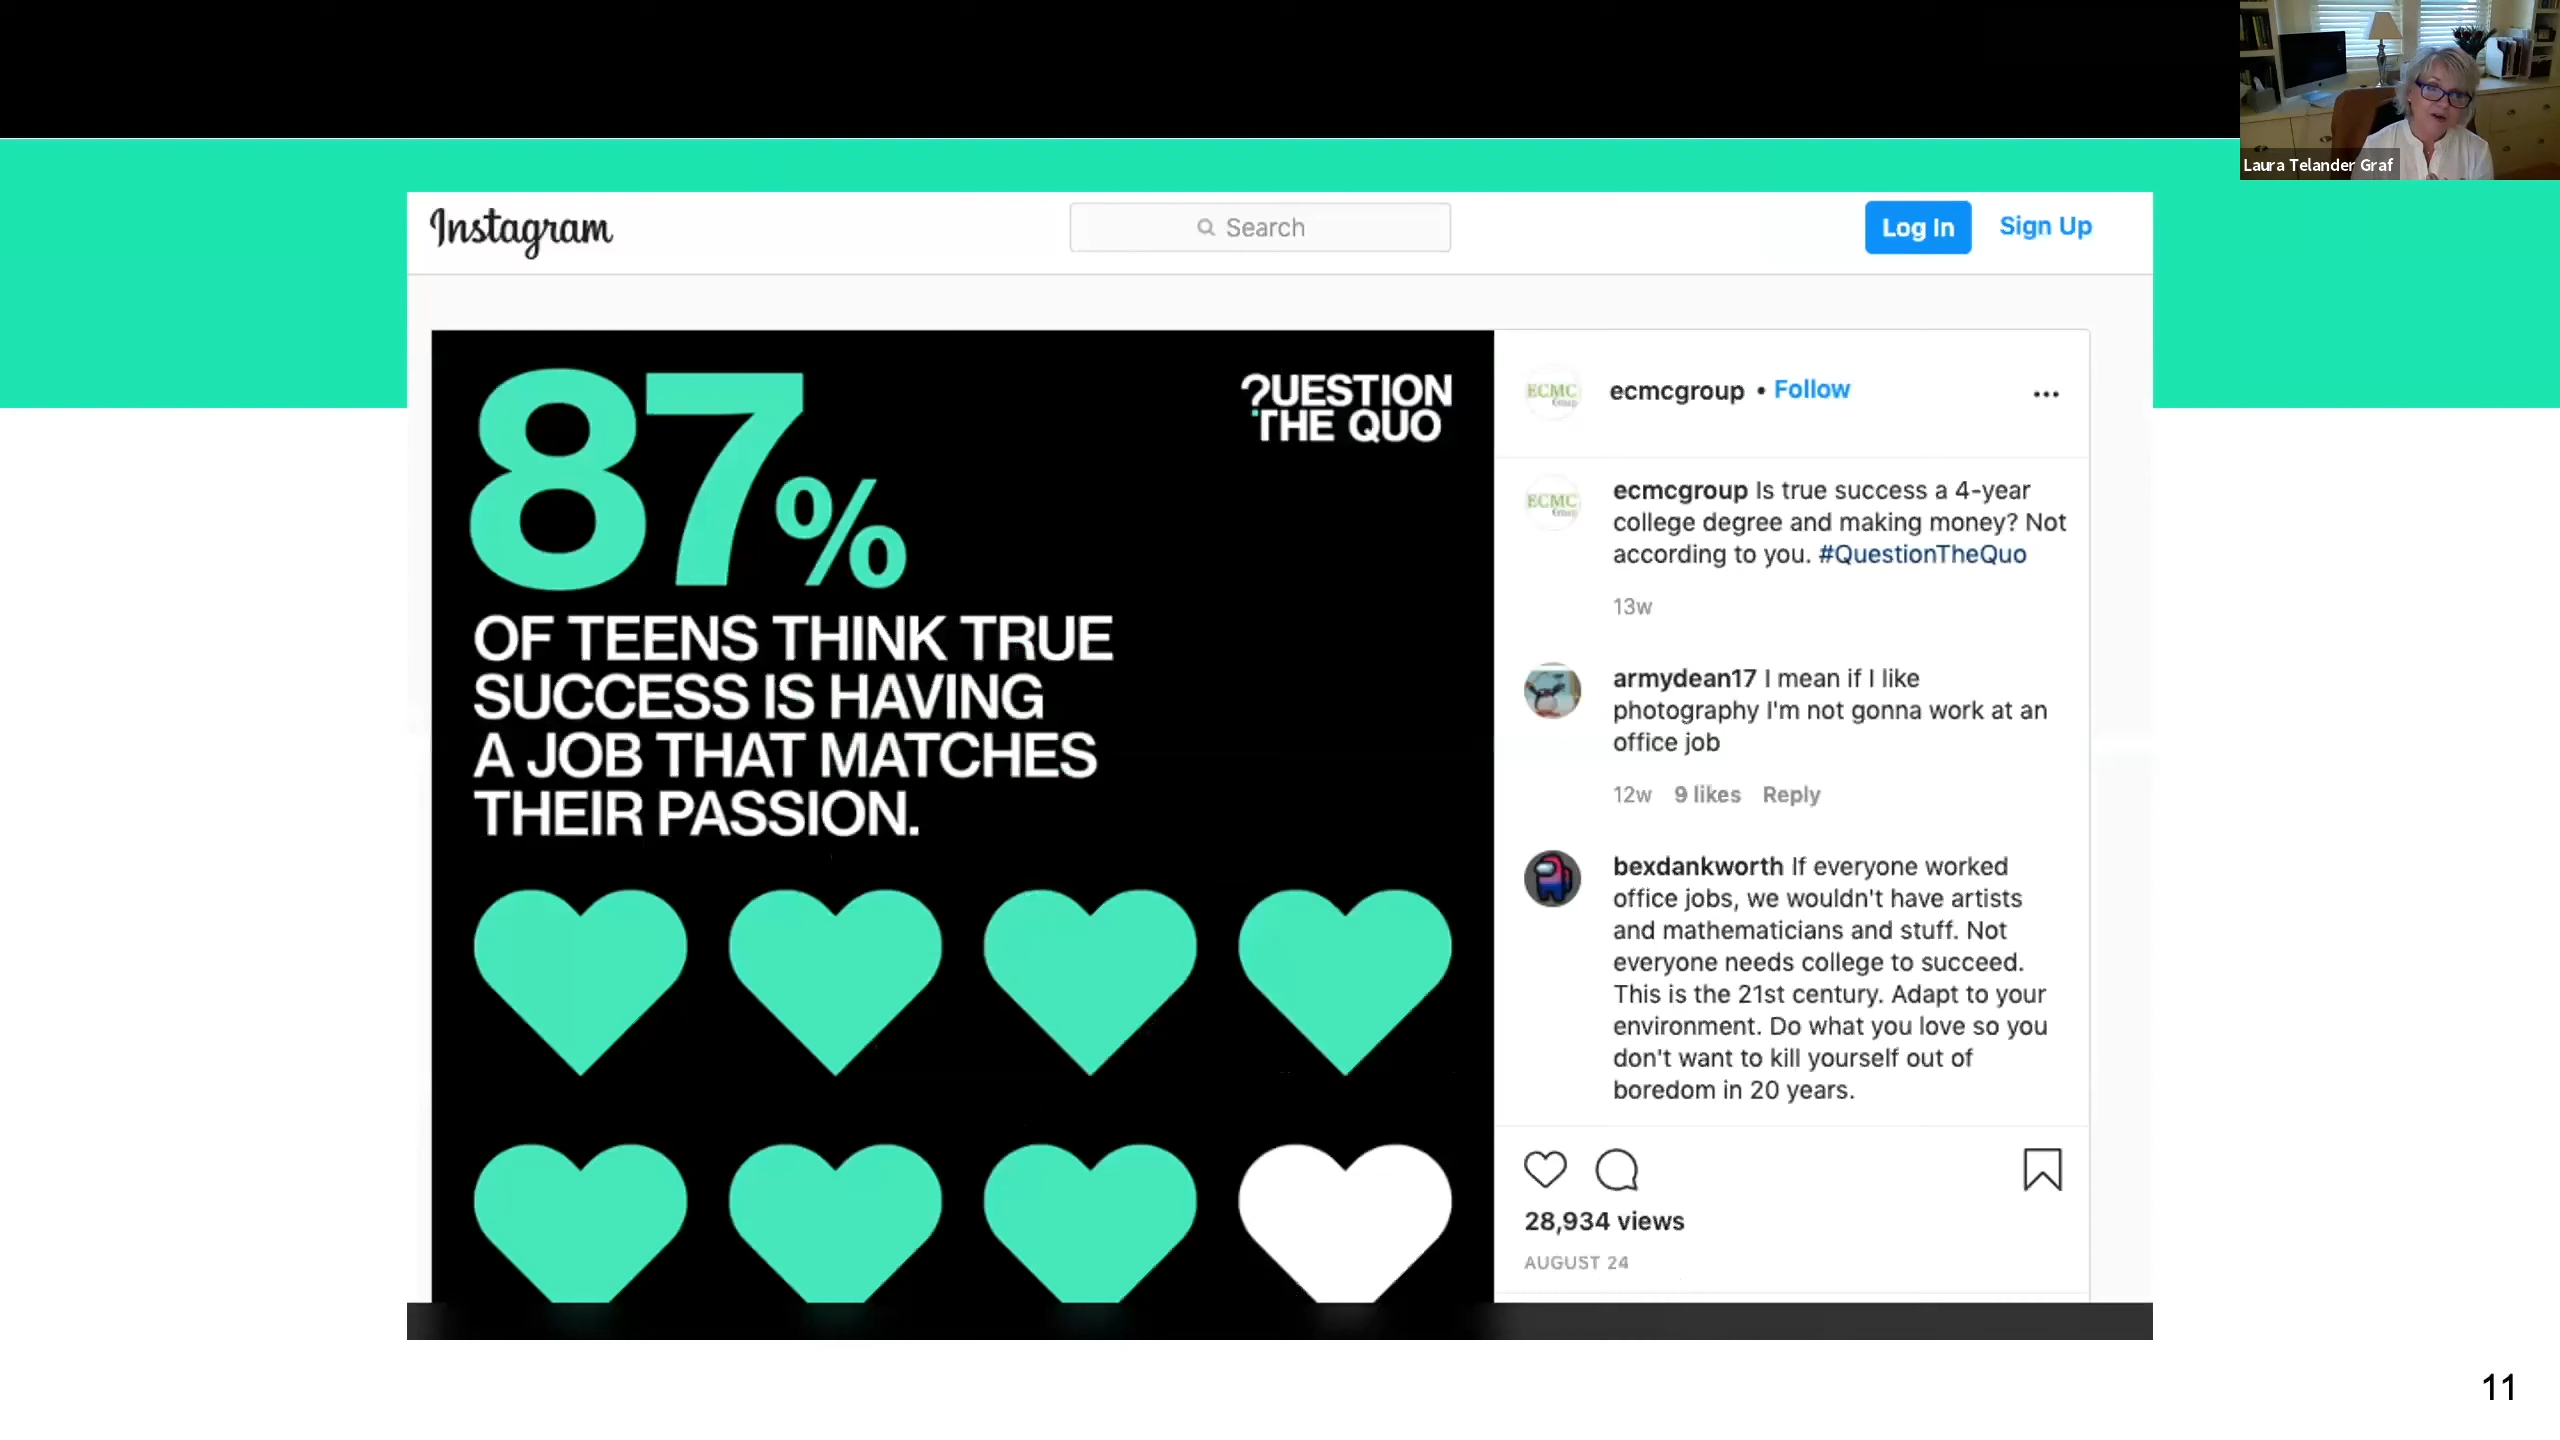 Laura Telander Graf
Instagram
Search
Log In
Sign Up
87%
OF TEENS THINK TRUE
SUCCESS IS HAVING
A JOB THAT MATCHES
THEIR PASSION.
?UESTION
THE QUO
ECMC
Group
ecmcgroup • Follow
ECMC
Group
ecmcgroup Is true success a 4-year
college degree and making money? Not
according to you. #QuestionTheQuo
13w
armydean17 I mean if I like
photography I'm not gonna work at an
office job
12w 9 likes Reply
bexdankworth If everyone worked
office jobs, we wouldn't have artists
and mathematicians and stuff. Not
everyone needs college to succeed.
This is the 21st century. Adapt to your
environment. Do what you love so you
don't want to kill yourself out of
boredom in 20 years.
28,934 views
AUGUST 24
11